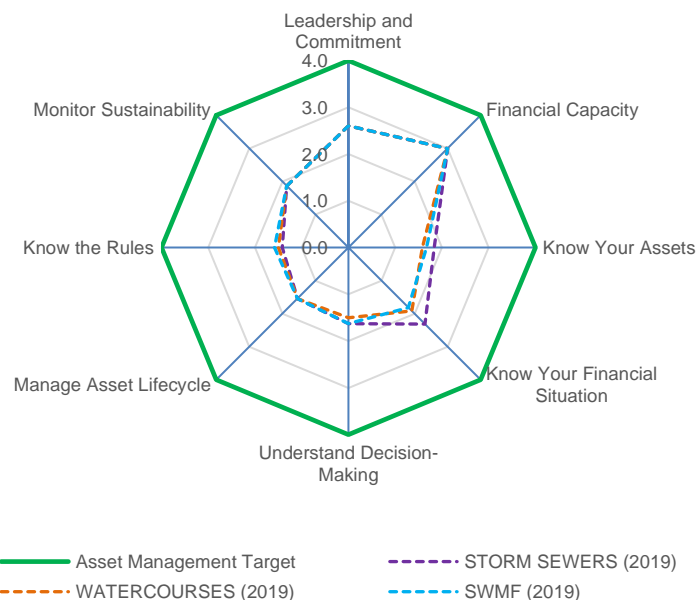 Leadership and
Commitment
4.0
Monitor Sustainability
Financial Capacity
3.0
2.0
1.0
Know the Rules
0.0
Know Your Assets
Manage Asset Lifecycle
Know Your Financial
Situation
Understand Decision-
Making
Asset Management Target
STORM SEWERS (2019)
WATERCOURSES (2019)
SWMF (2019)